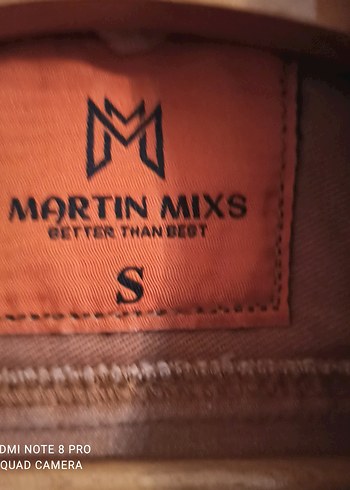 MARTIN MIXS
BETTER THAN BEST
S
DMI NOTE 8 PRO
QUAD CAMERA